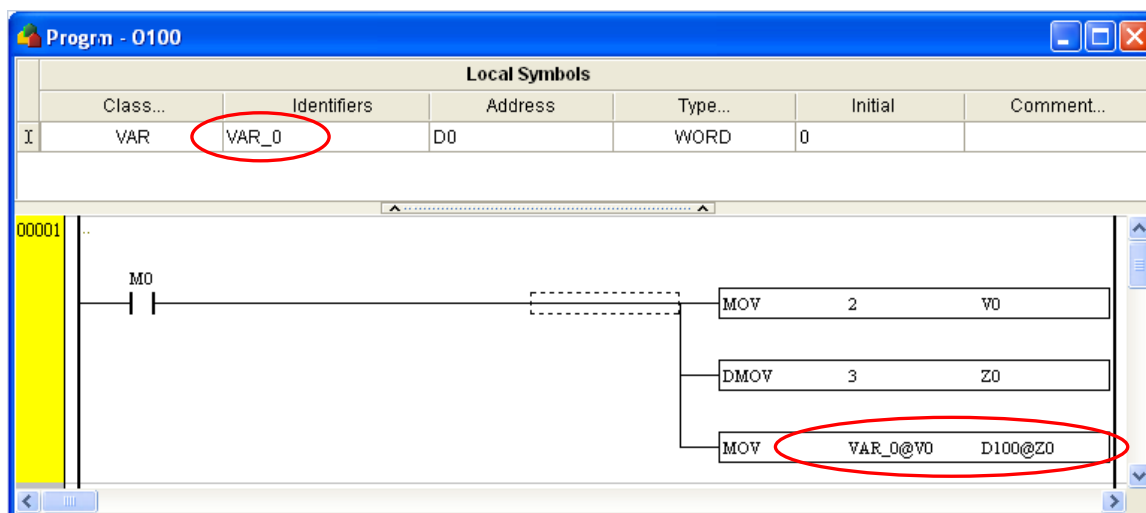 Progrm - O100
Local Symbols
Class... Identifiers Address Type... Initial Comment...
I VAR VAR_0 D0 WORD 0
00001 ..
M0
MOV 2 V0
DMOV 3 Z0
MOV VAR_0@V0 D100@Z0